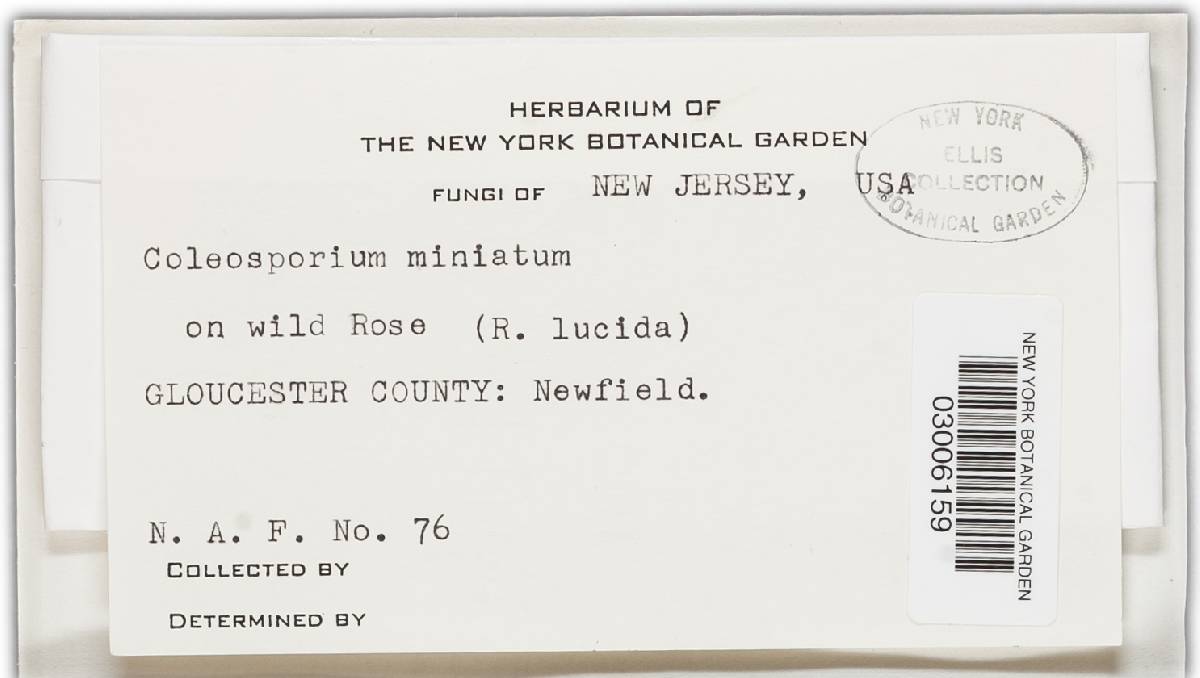 HERBARIUM OF
THE NEW YORK BOTANICAL GARDEN
FUNGI OF NEW JERSEY, USA
NEW YORK
ELLIS
COLLECTION
BOTANICAL GARDEN
Coleosporium miniatum
on wild Rose (R. lucida)
GLOUCESTER COUNTY: Newfield.
N. A. F. No. 76
COLLECTED BY
DETERMINED BY
NEW YORK BOTANICAL GARDEN
03006159